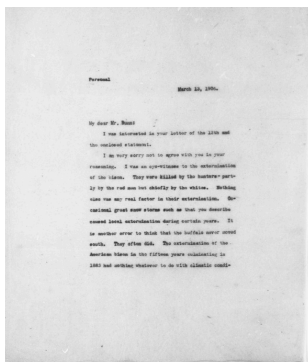 Personal
March 13,
My dear Mr.
I was interested in your letter of the 12th and
the enclosed statement.
I am very sorry not to agree with you in your
reasoning. I was an eye-witness to the extermination
of the bison. They were killed by the hunters- part-
ly by the red men but chiefly by the whites. Nothing
else was any real factor in their extermination. Oc-
casional great snow storms such as that you describe
caused local extermination during certain years. It
is another error to think that the buffalo never moved
south. They often did. The extermination of the
American bison in the fifteen years culminating in
1883 had nothing whatever to do with climatic condi-